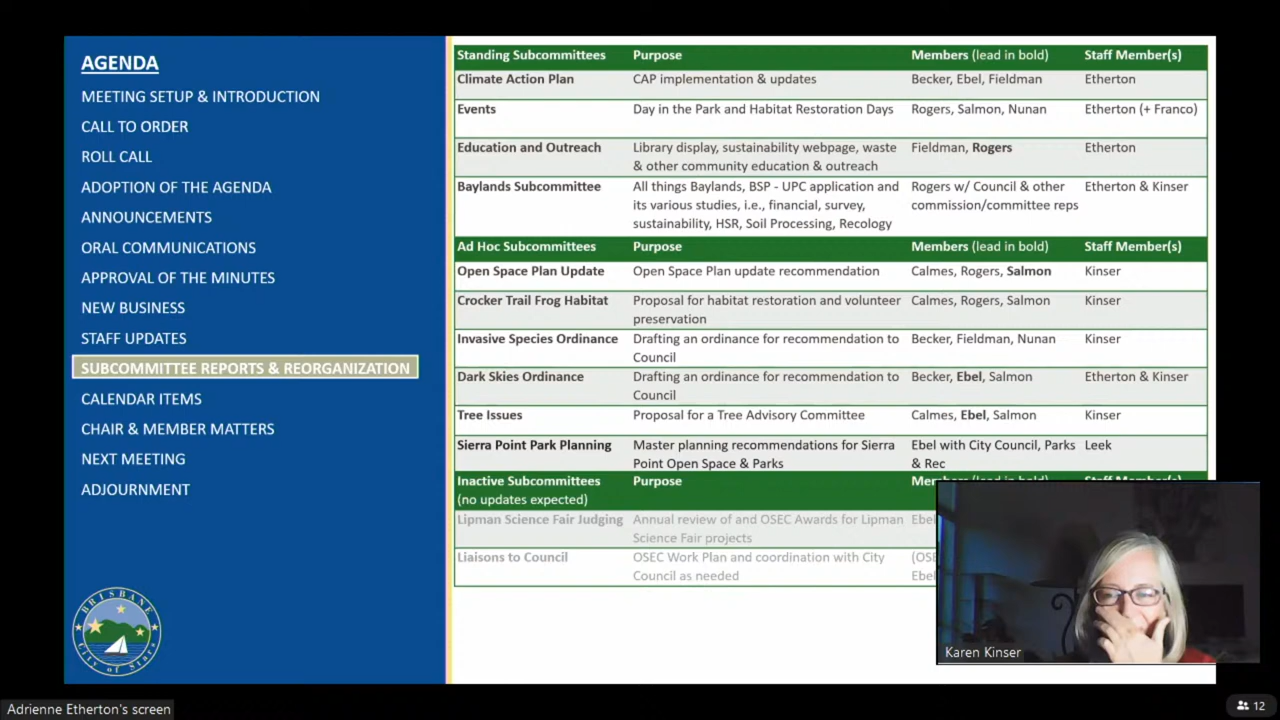 AGENDA
MEETING SETUP & INTRODUCTION
CALL TO ORDER
ROLL CALL
ADOPTION OF THE AGENDA
ANNOUNCEMENTS
ORAL COMMUNICATIONS
APPROVAL OF THE MINUTES
NEW BUSINESS
STAFF UPDATES
SUBCOMMITTEE REPORTS & REORGANIZATION
CALENDAR ITEMS
CHAIR & MEMBER MATTERS
NEXT MEETING
ADJOURNMENT
BRISBANE
City of Stars
Standing Subcommittees Purpose Members (lead in bold) Staff Member(s)
Climate Action Plan CAP implementation & updates Becker, Ebel, Fieldman Etherton
Events Day in the Park and Habitat Restoration Days Rogers, Salmon, Nunan Etherton (+ Franco)
Education and Outreach Library display, sustainability webpage, waste Fieldman, Rogers Etherton
& other community education & outreach
Baylands Subcommittee All things Baylands, BSP - UPC application and Rogers w/ Council & other Etherton & Kinser
its various studies, i.e., financial, survey, commission/committee reps
sustainability, HSR, Soil Processing, Recology
Ad Hoc Subcommittees Purpose Members (lead in bold) Staff Member(s)
Open Space Plan Update Open Space Plan update recommendation Calmes, Rogers, Salmon Kinser
Crocker Trail Frog Habitat Proposal for habitat restoration and volunteer Calmes, Rogers, Salmon Kinser
preservation
Invasive Species Ordinance Drafting an ordinance for recommendation to Becker, Fieldman, Nunan Kinser
Council
Dark Skies Ordinance Drafting an ordinance for recommendation to Becker, Ebel, Salmon Etherton & Kinser
Council
Tree Issues Proposal for a Tree Advisory Committee Calmes, Ebel, Salmon Kinser
Sierra Point Park Planning Master planning recommendations for Sierra Ebel with City Council, Parks Leek
Point Open Space & Parks & Rec
Inactive Subcommittees Purpose Members (lead in bold) Staff Member(s)
(no updates expected)
Lipman Science Fair Judging Annual review of and OSEC Awards for Lipman Ebel
Science Fair projects
Liaisons to Council OSEC Work Plan and coordination with City (OSE
Council as needed Ebel
Karen Kinser
Adrienne Etherton's screen
12